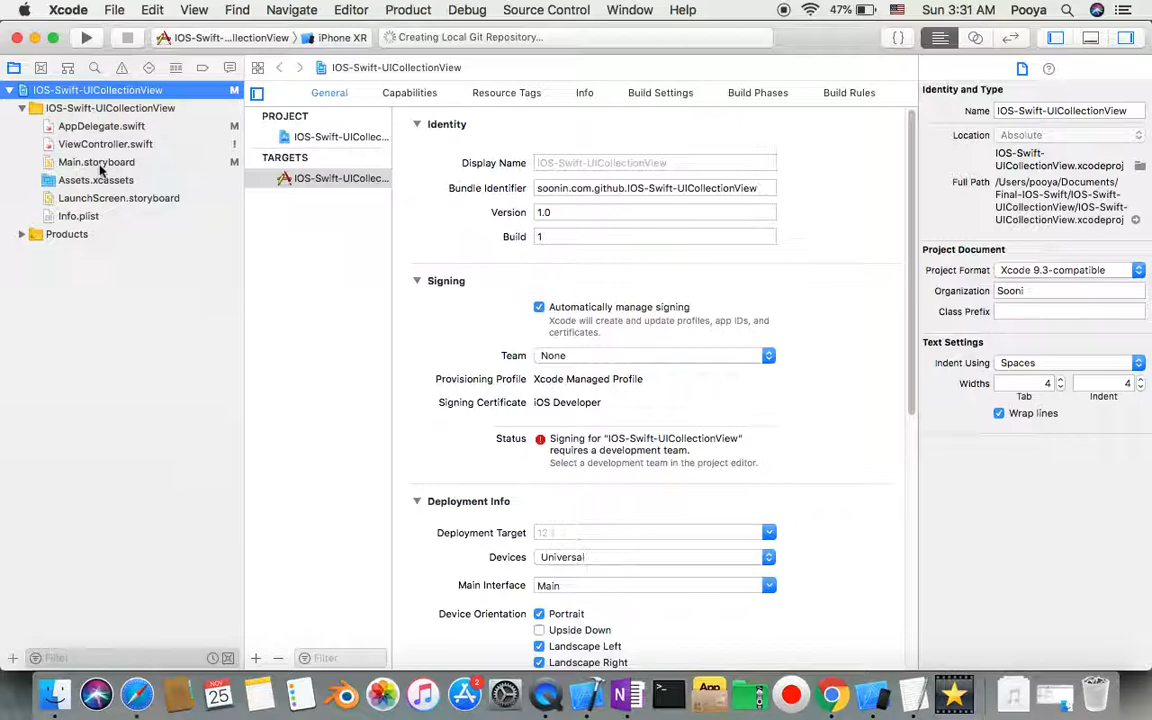 Xcode File Edit View Find Navigate Editor Product Debug Source Control Window Help 47% Sun 3:31 AM Pooya
IOS-Swift-...llectionView iPhone XR Creating Local Git Repository...
IOS-Swift-UICollectionView
IOS-Swift-UICollectionView M
IOS-Swift-UICollectionView
AppDelegate.swift M
ViewController.swift !
Main.storyboard M
Assets.xcassets
LaunchScreen.storyboard
Info.plist
Products
Filter
General Capabilities Resource Tags Info Build Settings Build Phases Build Rules
PROJECT
IOS-Swift-UICollec...
TARGETS
IOS-Swift-UICollec...
Filter
Identity
Display Name IOS-Swift-UICollectionView
Bundle Identifier soonin.com.github.IOS-Swift-UICollectionView
Version 1.0
Build 1
Signing
Automatically manage signing
Xcode will create and update profiles, app IDs, and
certificates.
Team None
Provisioning Profile Xcode Managed Profile
Signing Certificate iOS Developer
Status Signing for "IOS-Swift-UICollectionView"
requires a development team.
Select a development team in the project editor.
Deployment Info
Deployment Target
Devices Universal
Main Interface Main
Device Orientation Portrait
Upside Down
Landscape Left
Landscape Right
Identity and Type
Name IOS-Swift-UICollectionView
Location Absolute
IOS-Swift-
UICollectionView.xcodeproj
Full Path /Users/pooya/Documents/
Final-IOS-Swift/IOS-Swift-
UICollectionView/IOS-Swift-
UICollectionView.xcodeproj
Project Document
Project Format Xcode 9.3-compatible
Organization Sooni
Class Prefix
Text Settings
Indent Using Spaces
Widths 4 4
Tab Indent
Wrap lines
NOV
25
2
App